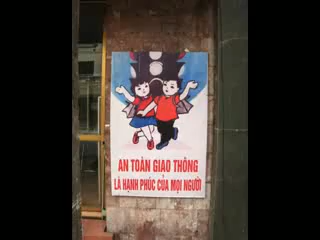 AN TOÀN GIAO THÔNG
LÀ HẠNH PHÚC CỦA MỌI NGƯỜI